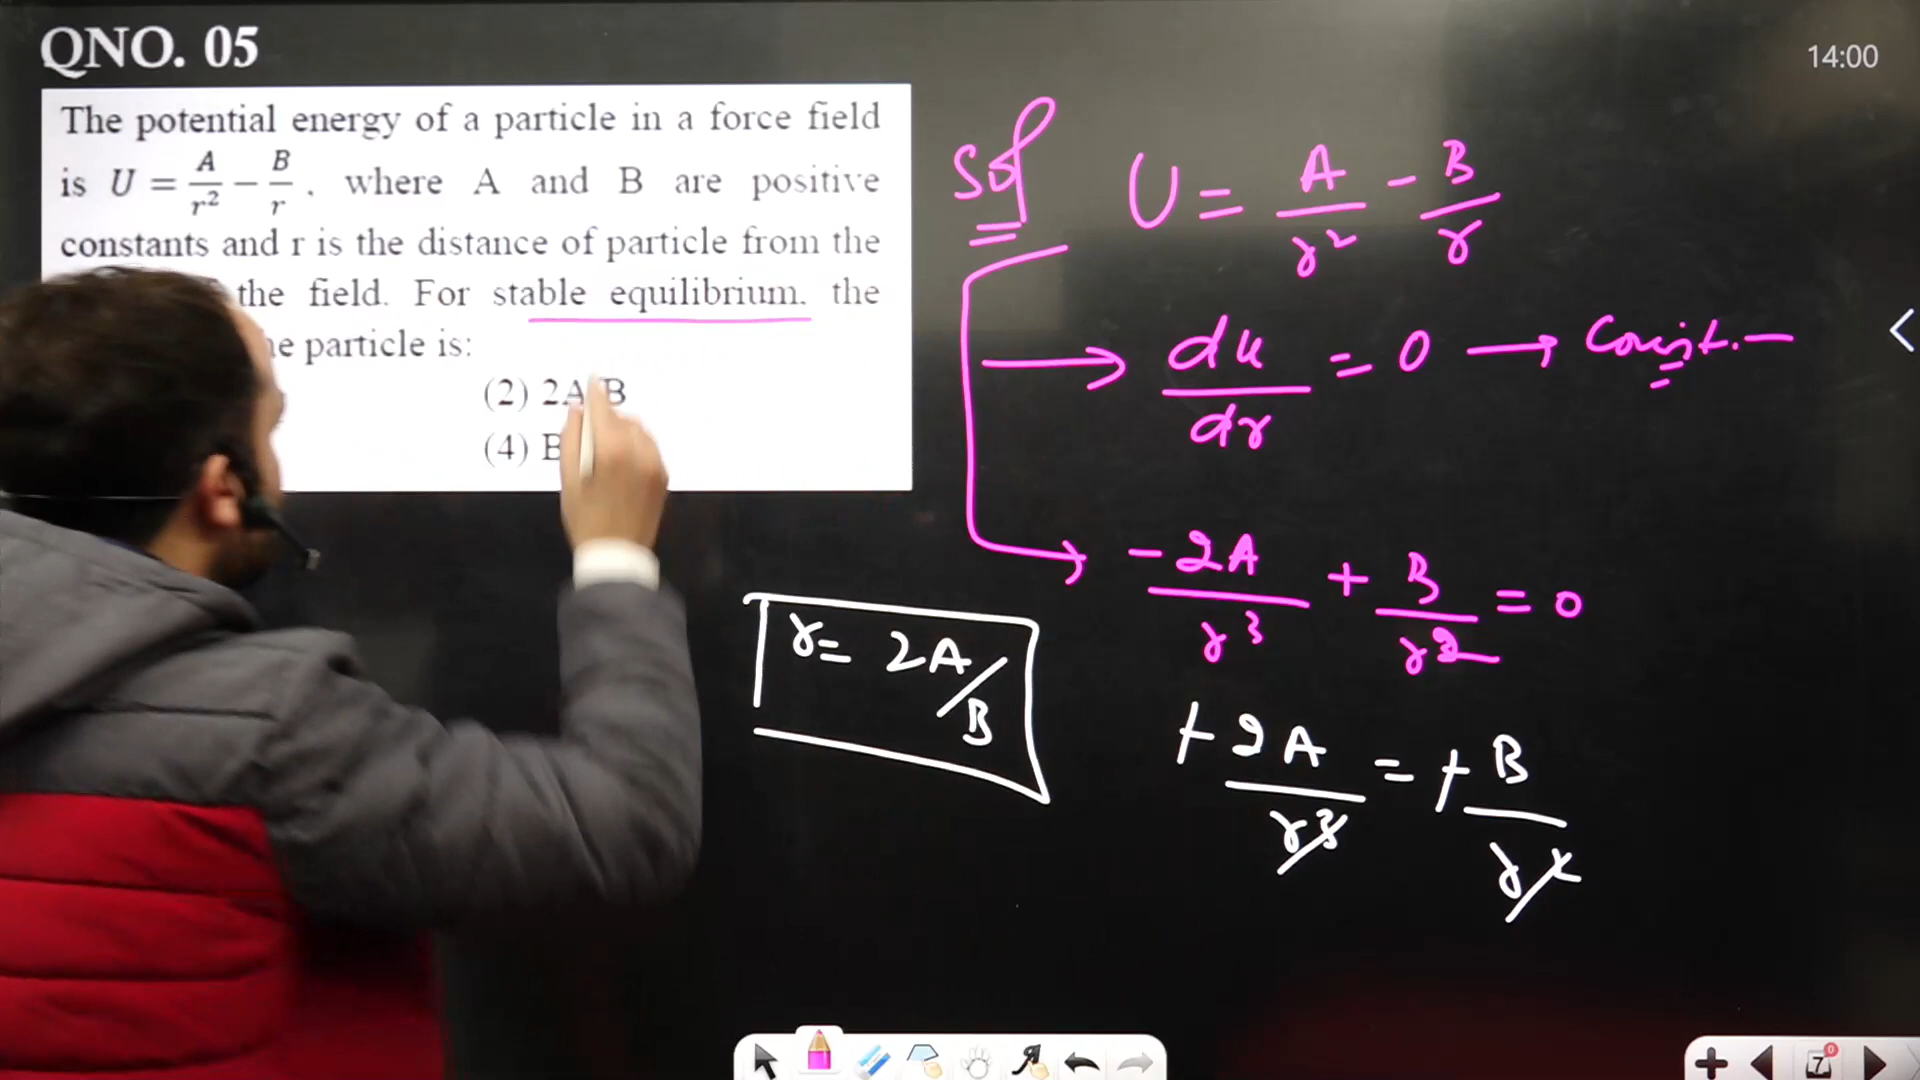 QNO. 05
14:00
The potential energy of a particle in a force field
is U = A/r² − B/r , where A and B are positive
constants and r is the distance of particle from the
the field. For stable equilibrium, the
particle is:
(2) 2A B
(4) B
Sol
U = A/r² - B/r
du/dr = 0 →
-2A/r³ + B/r² = 0
+2A/r³ = +B/r²
r = 2A/B
7
0